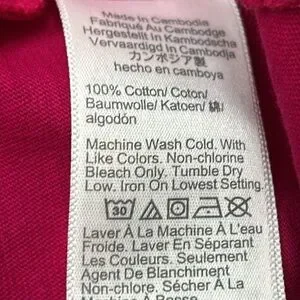 Made in Cambodia
Fabriqué Au Cambodge
Hergestellt in Kambodscha
Vervaardigd in Cambodja
カンボジア製
hecho en camboya
100% Cotton/ Coton/
Baumwolle/ Katoen/ 綿/
algodón
Machine Wash Cold. With
Like Colors. Non-chlorine
Bleach Only. Tumble Dry
Low. Iron On Lowest Setting.
30
Laver À La Machine À L'eau
Froide. Laver En Séparant
Les Couleurs. Seulement
Agent De Blanchiment
Non-chlore. Sécher À La
Machine À Basse